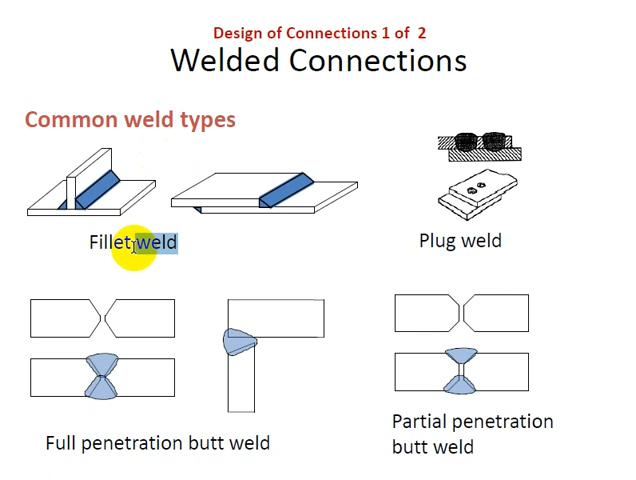 Design of Connections 1 of 2
Welded Connections
Common weld types
Fillet weld
Plug weld
Full penetration butt weld
Partial penetration
butt weld